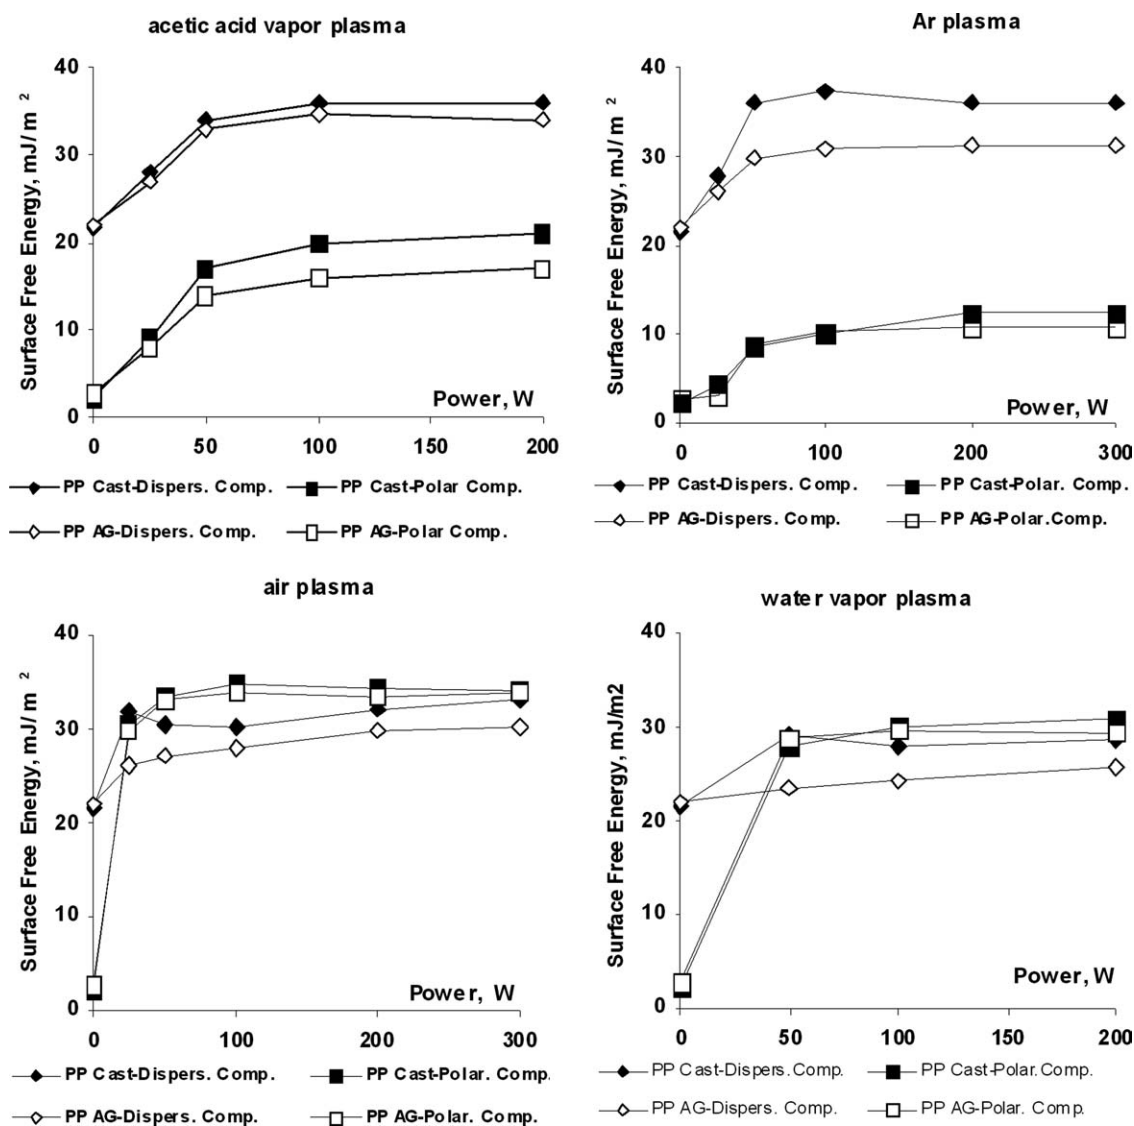 acetic acid vapor plasma
Surface Free Energy, mJ/ m 2
40
30
20
10
0
Power, W
0 50 100 150 200
PP Cast-Dispers. Comp. PP Cast-Polar Comp.
PP AG-Dispers. Comp. PP AG-Polar Comp.
Ar plasma
Surface Free Energy, mJ/ m 2
40
30
20
10
0
Power, W
0 100 200 300
PP Cast-Dispers. Comp. PP Cast-Polar. Comp.
PP AG-Dispers. Comp. PP AG-Polar.Comp.
air plasma
Surface Free Energy, mJ/ m 2
40
30
20
10
0
Power, W
0 100 200 300
PP Cast-Dispers. Comp. PP Cast-Polar. Comp.
PP AG-Dispers. Comp. PP AG-Polar. Comp.
water vapor plasma
Surface Free Energy, mJ/m2
40
30
20
10
0
Power, W
0 50 100 150 200
PP Cast-Dispers. Comp. PP Cast-Polar. Comp.
PP AG-Dispers. Comp. PP AG-Polar. Comp.